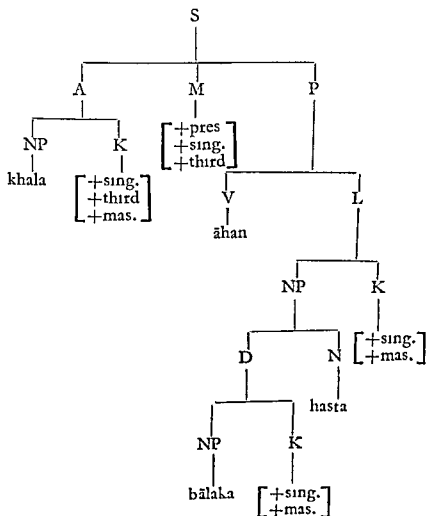 S
A M P
[+pres
+sing.
+third]
NP K
khala
[+sing.
+third
+mas.]
V L
āhan
NP K
[+sing.
+mas.]
D N
hasta
NP K
bālaka
[+sing.
+mas.]